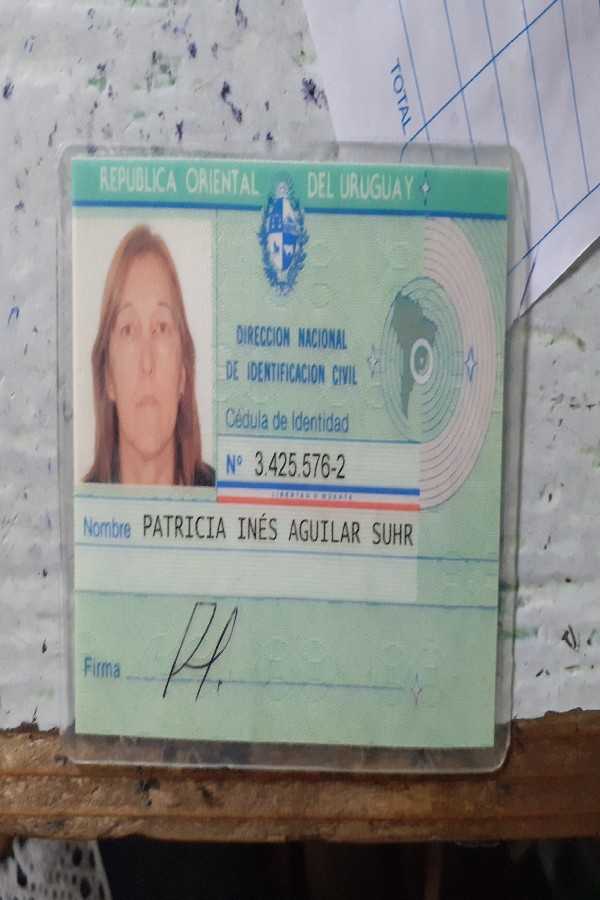 TOTAL
REPUBLICA ORIENTAL DEL URUGUAY
DIRECCION NACIONAL
DE IDENTIFICACION CIVIL
Cédula de Identidad
Nº 3.425.576-2
LIBERTAD O MUERTE
Nombre PATRICIA INÉS AGUILAR SUHR
Firma